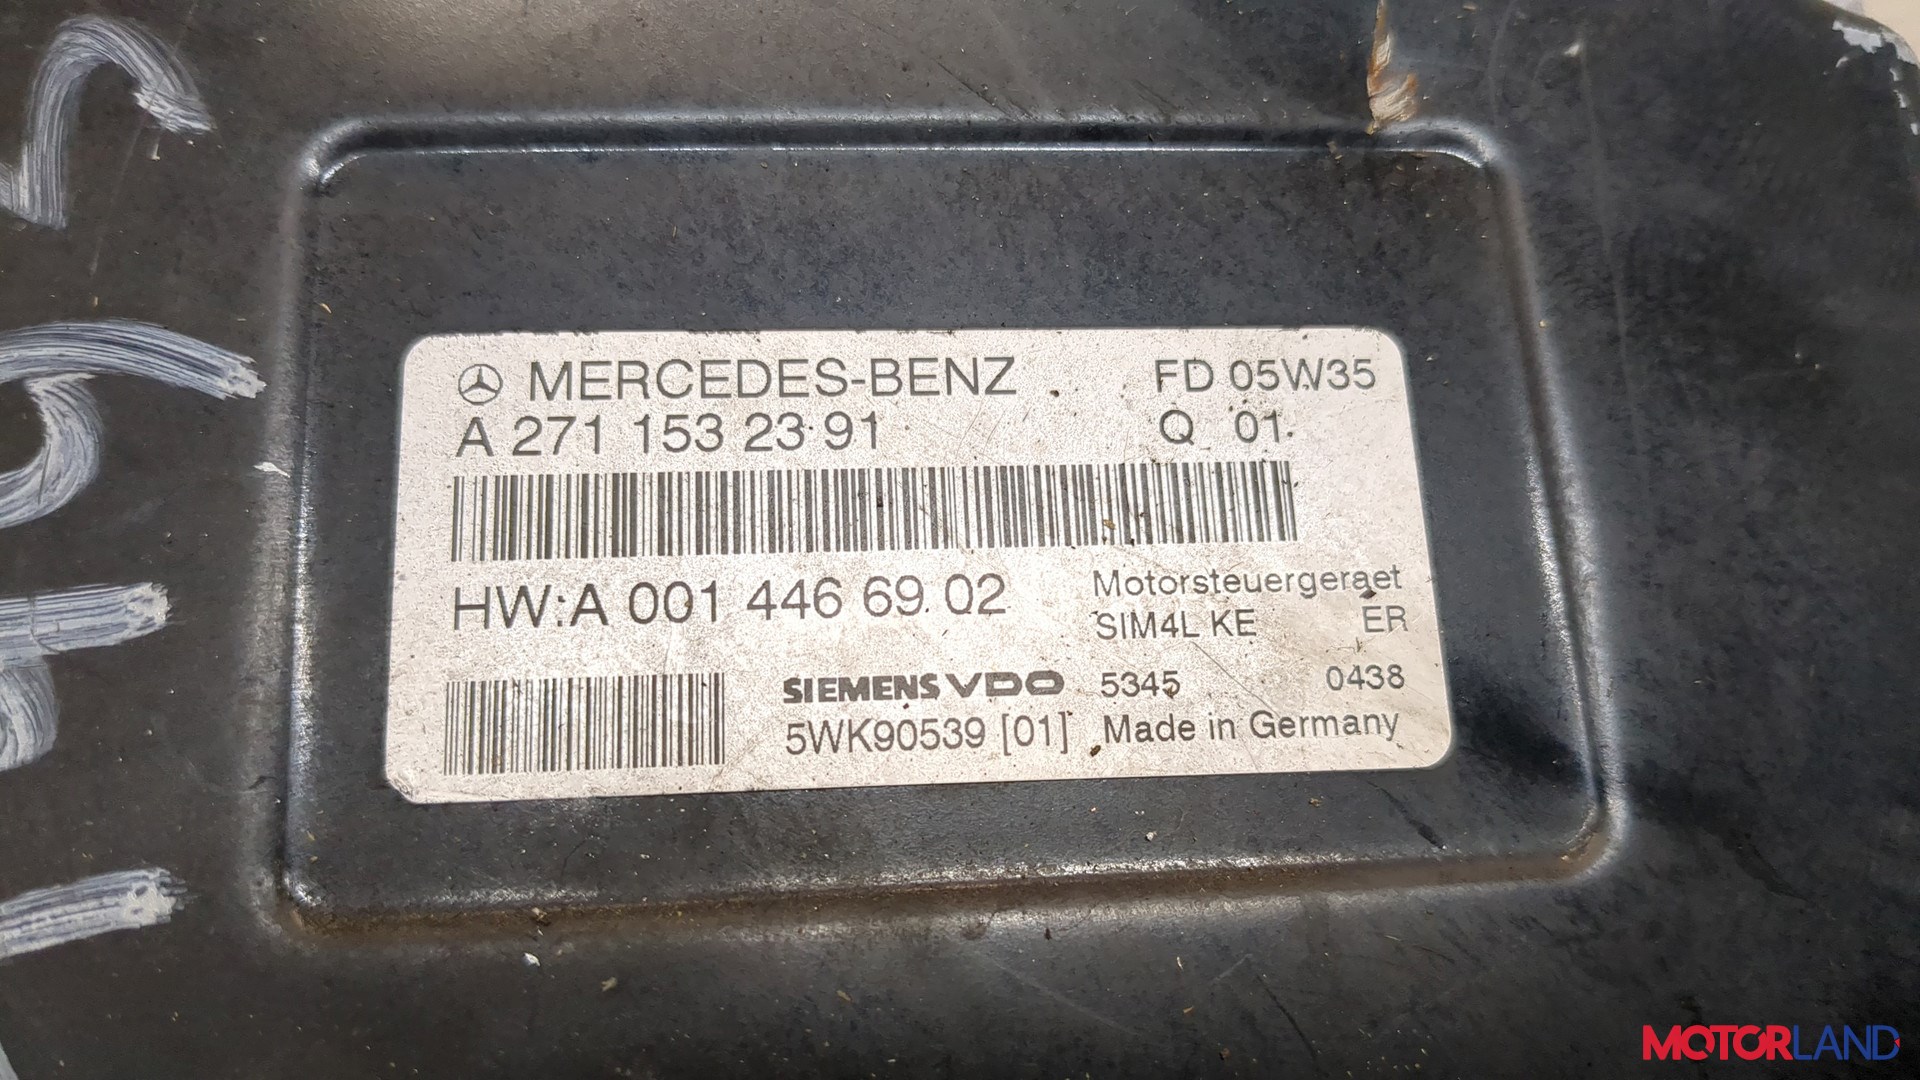 MERCEDES-BENZ FD 05W35
A 271 153 23 91 Q 01
HW:A 001 446 69 02 Motorsteuergeraet
SIM4L KE ER
SIEMENS VDO 5345 0438
5WK90539 [01] Made in Germany
MOTORLAND